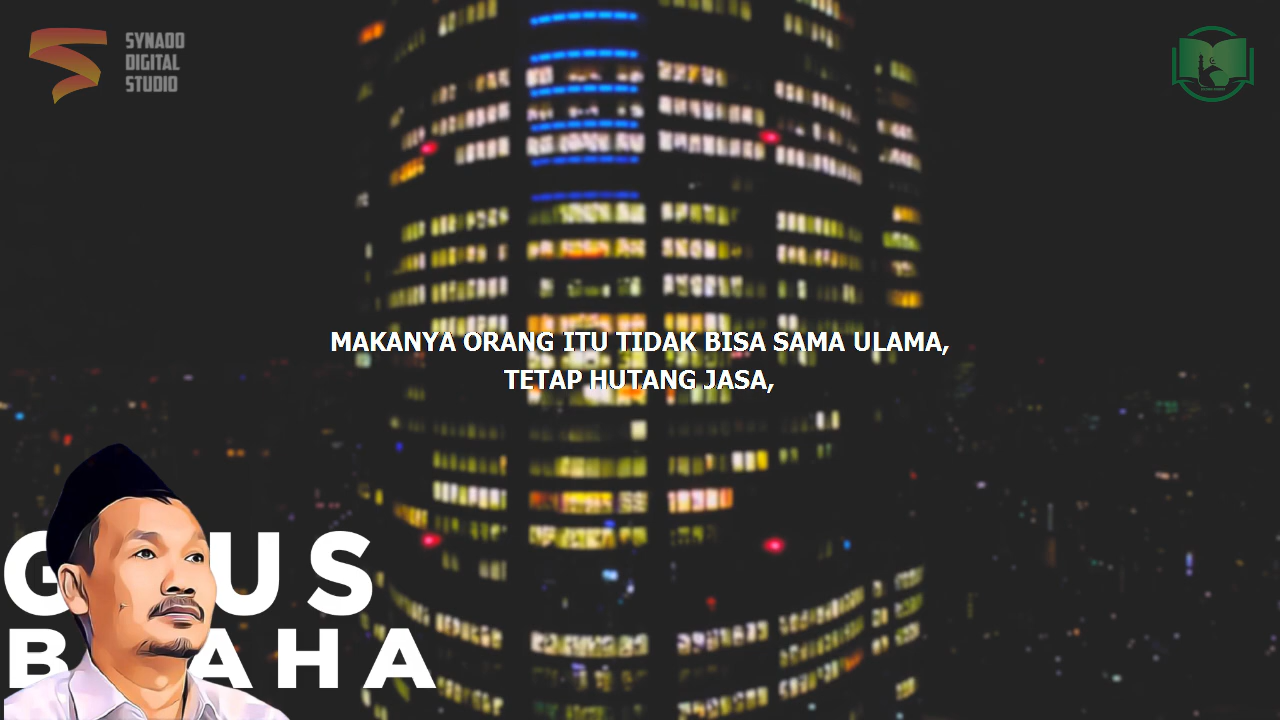 SYNADO
DIGITAL
STUDIO
MAKANYA ORANG ITU TIDAK BISA SAMA ULAMA,
TETAP HUTANG JASA,
GUS
BAHA